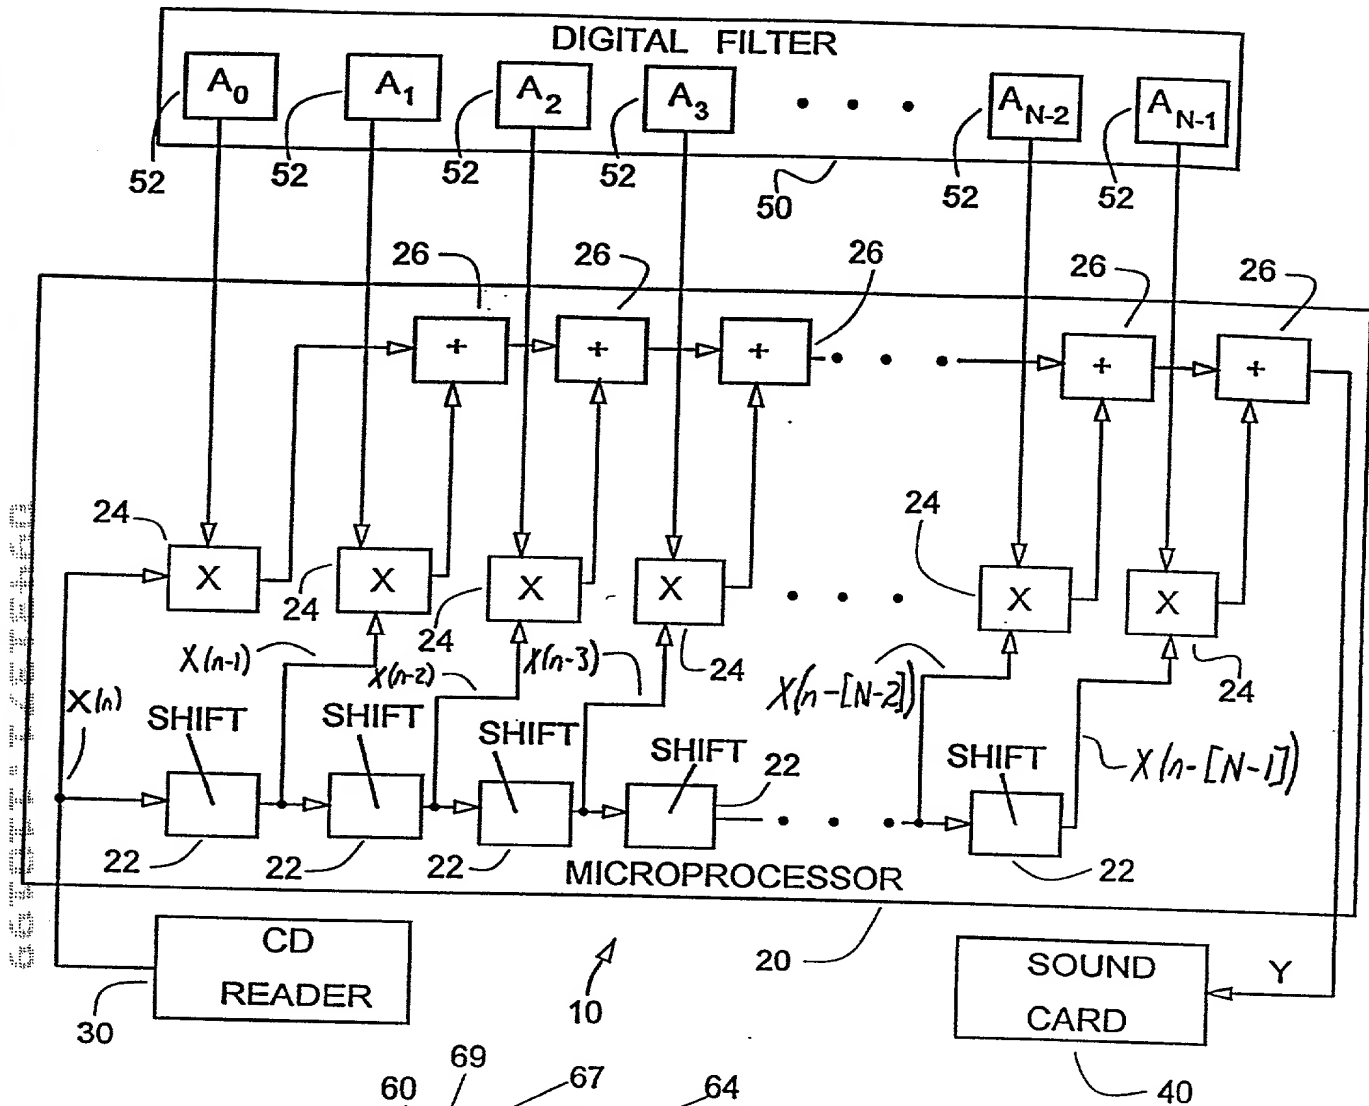 DIGITAL FILTER
A0 A1 A2 A3 • • • AN-2 AN-1
52 52 52 52 50 52 52
26 26 26 26 26
+ + + • • • + +
24 24 24 24 24 24
X X X X • • • X X
X(n-1) X(n-2) X(n-3) X(n-[N-2])
X(n) SHIFT SHIFT SHIFT SHIFT SHIFT X(n-[N-1])
22 22 22 22 • • • 22
MICROPROCESSOR
CD READER
SOUND CARD
Y
30 10 20 40
60 69 67 64